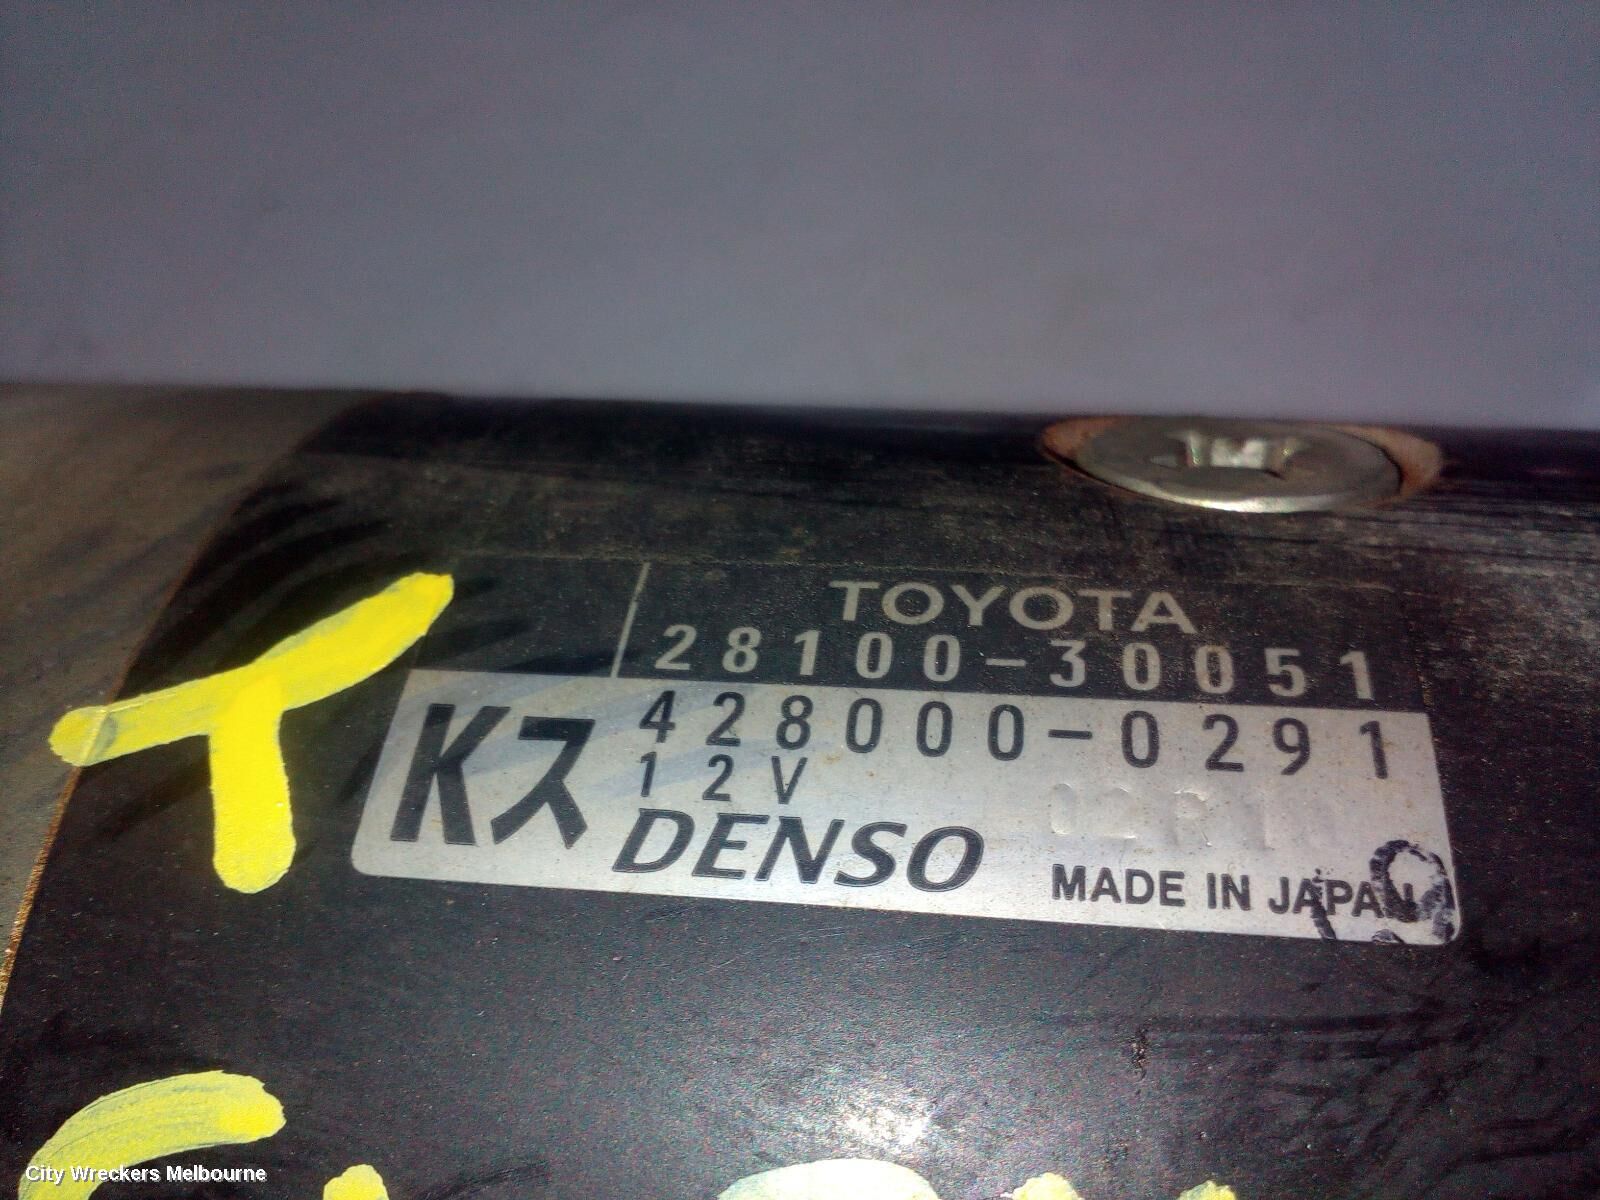 TOYOTA
28100-30051
Kス
428000-0291
12V
DENSO
MADE IN JAPAN
City Wreckers Melbourne